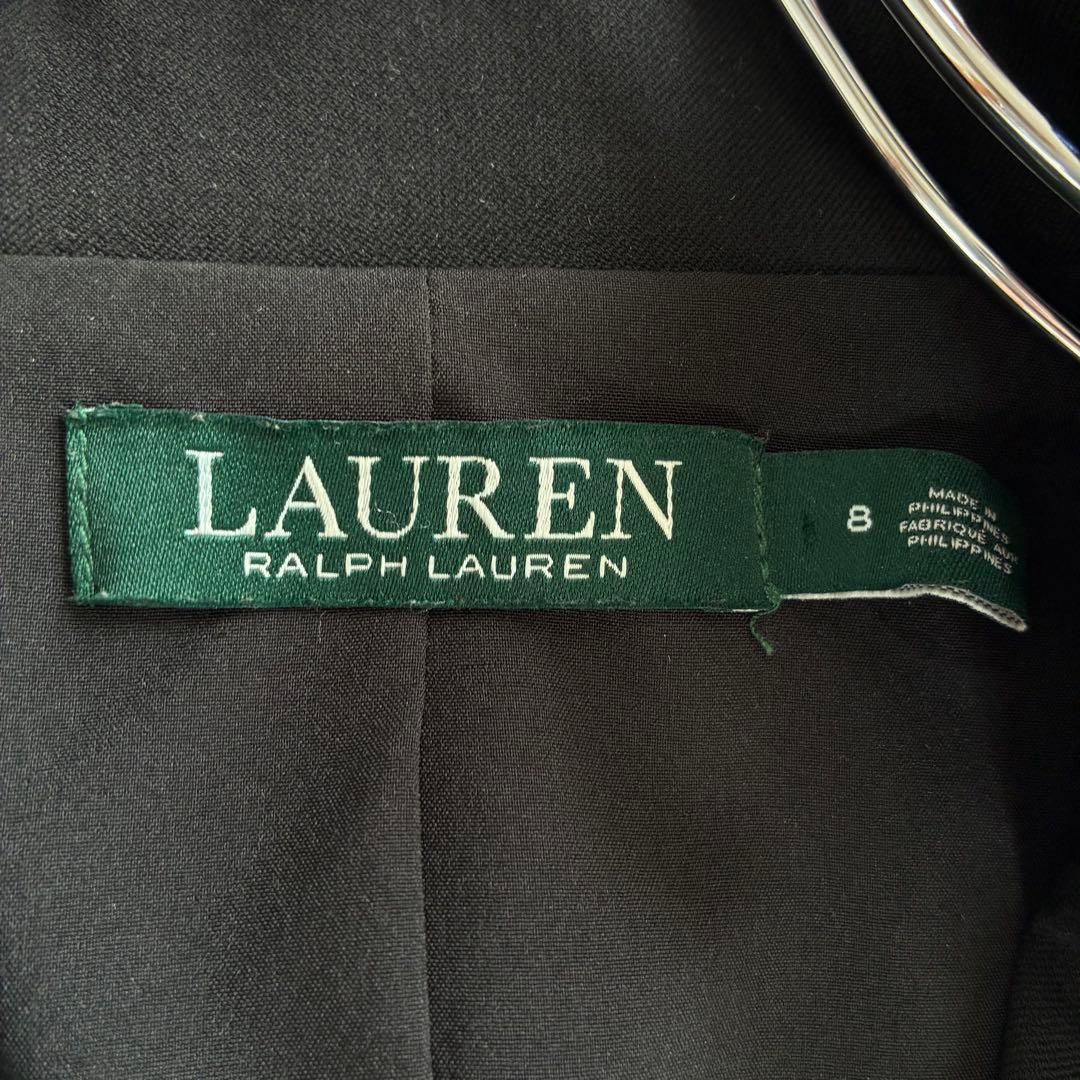 LAUREN
RALPH LAUREN
8
MADE IN
PHILIPPINES
FABRIQUÉ AUX
PHILIPPINES